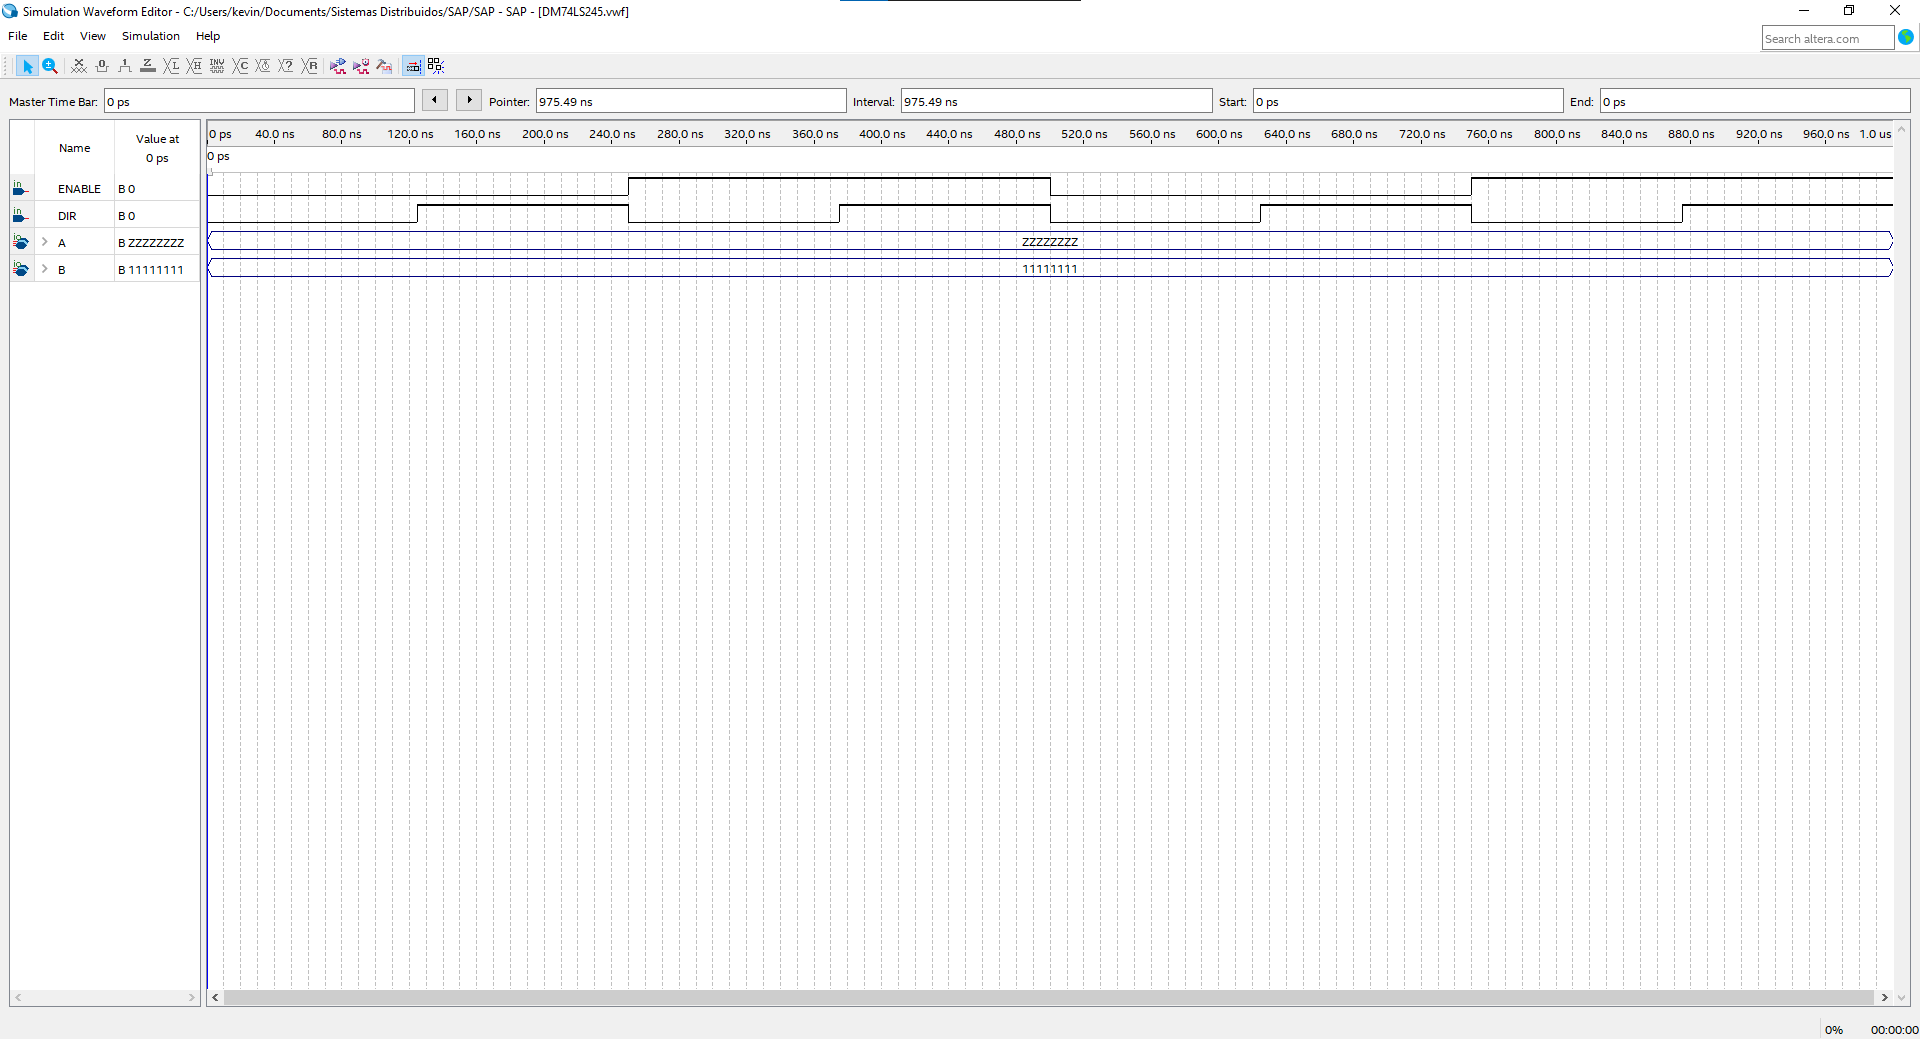 Simulation Waveform Editor - C:/Users/kevin/Documents/Sistemas Distribuidos/SAP/SAP - SAP - [DM74LS245.vwf]
File Edit View Simulation Help
Search altera.com
Master Time Bar: 0 ps Pointer: 975.49 ns Interval: 975.49 ns Start: 0 ps End: 0 ps
Name Value at 0 ps
0 ps 40.0 ns 80.0 ns 120.0 ns 160.0 ns 200.0 ns 240.0 ns 280.0 ns 320.0 ns 360.0 ns 400.0 ns 440.0 ns 480.0 ns 520.0 ns 560.0 ns 600.0 ns 640.0 ns 680.0 ns 720.0 ns 760.0 ns 800.0 ns 840.0 ns 880.0 ns 920.0 ns 960.0 ns 1.0 us
0 ps
in ENABLE B 0
in DIR B 0
io A B ZZZZZZZZ ZZZZZZZZ
io B B 11111111 11111111
0% 00:00:00